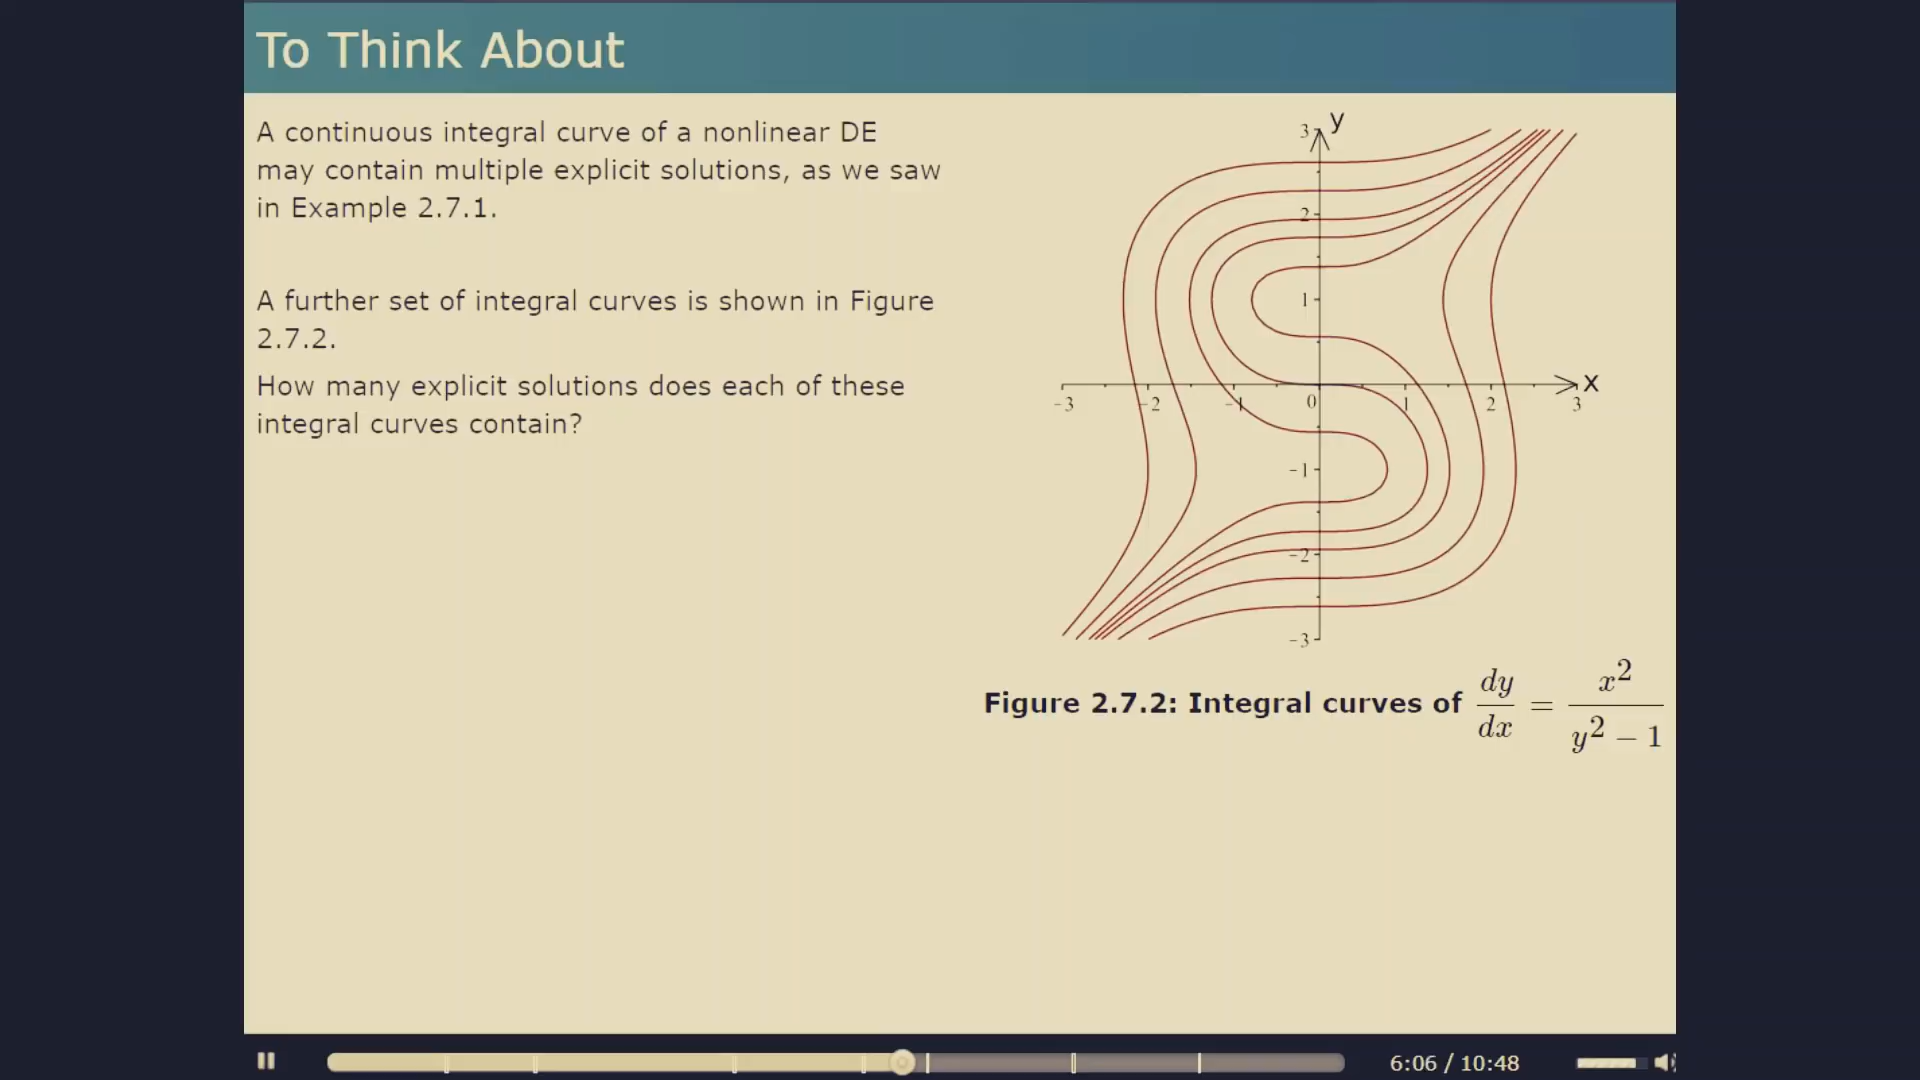 To Think About
A continuous integral curve of a nonlinear DE
may contain multiple explicit solutions, as we saw
in Example 2.7.1.
A further set of integral curves is shown in Figure
2.7.2.
How many explicit solutions does each of these
integral curves contain?
y
3
2
1
x
-3 -2 -1 0 1 2 3
-1
-2
-3
Figure 2.7.2: Integral curves of dy/dx = x²/(y² − 1)
6:06 / 10:48